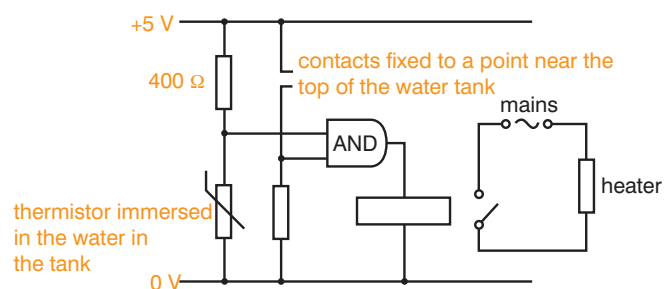 +5 V
400 Ω
contacts fixed to a point near the
top of the water tank
mains
AND
heater
thermistor immersed
in the water in
the tank
0 V